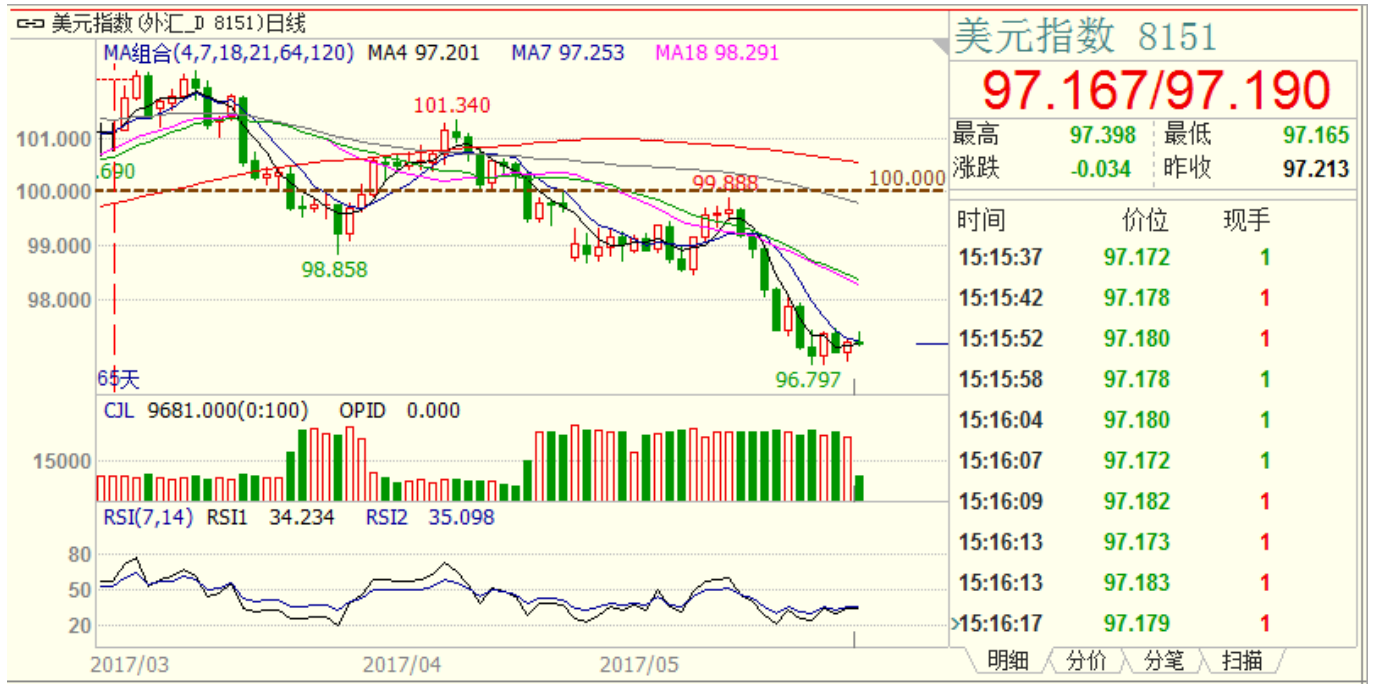 美元指数(外汇_D 8151)日线
MA组合(4,7,18,21,64,120) MA4 97.201 MA7 97.253 MA18 98.291
101.340
101.000
.690
100.000
99.888
100.000
99.000
98.858
98.000
65天
96.797
CJL 9681.000(0:100) OPID 0.000
15000
RSI(7,14) RSI1 34.234 RSI2 35.098
80
50
20
2017/03 2017/04 2017/05
美元指数 8151
97.167/97.190
最高 97.398 最低 97.165
涨跌 -0.034 昨收 97.213
时间 价位 现手
15:15:37 97.172 1
15:15:42 97.178 1
15:15:52 97.180 1
15:15:58 97.178 1
15:16:04 97.180 1
15:16:07 97.172 1
15:16:09 97.182 1
15:16:13 97.173 1
15:16:13 97.183 1
>15:16:17 97.179 1
明细 分价 分笔 扫描